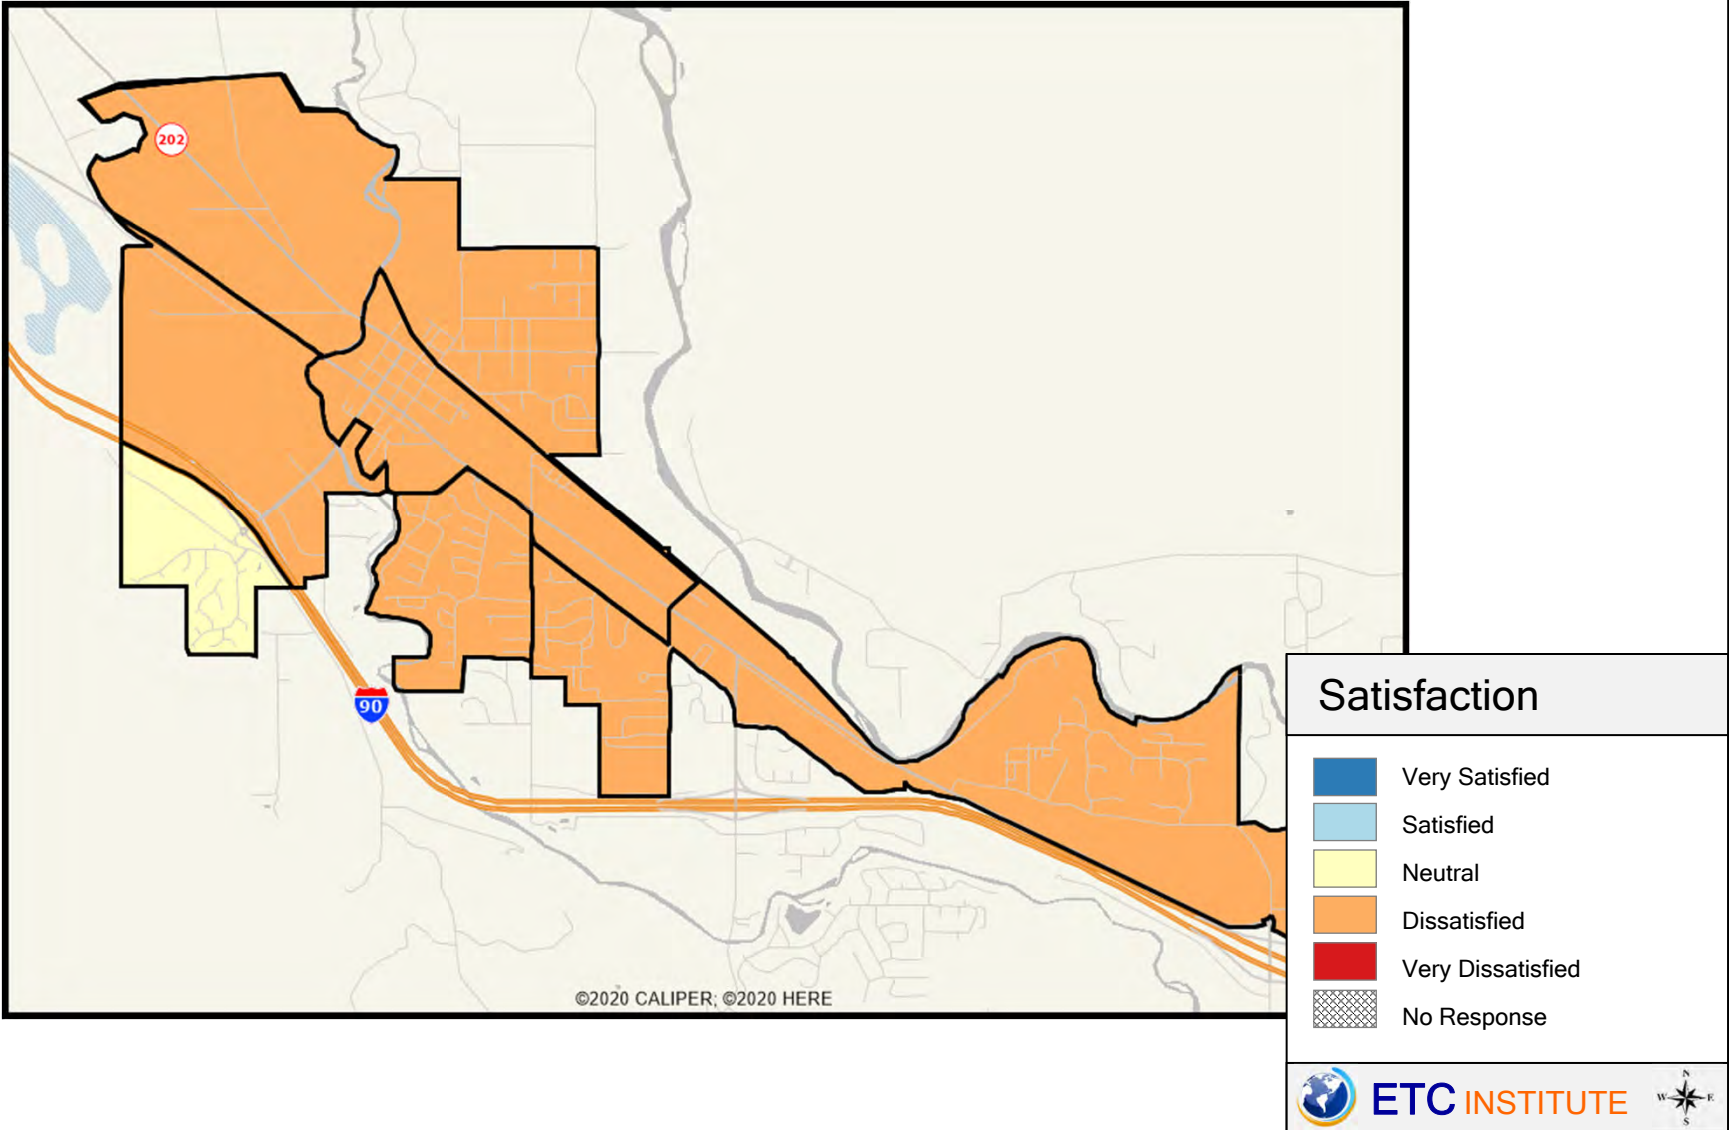 202
90
©2020 CALIPER; ©2020 HERE
Satisfaction
Very Satisfied
Satisfied
Neutral
Dissatisfied
Very Dissatisfied
No Response
ETC INSTITUTE
N
W E
S